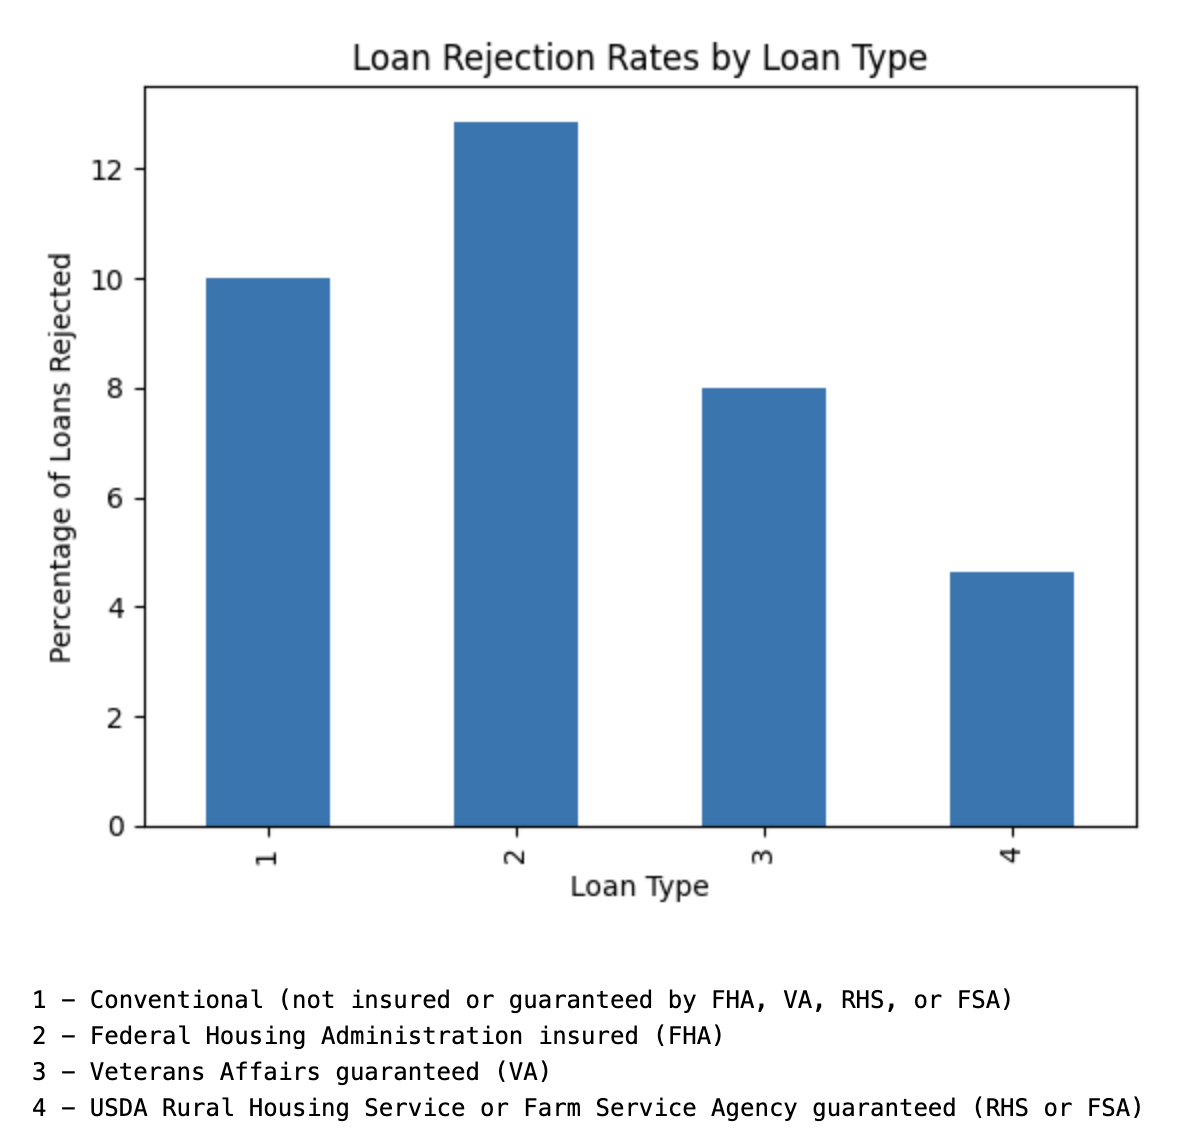 Loan Rejection Rates by Loan Type
Percentage of Loans Rejected
12
10
8
6
4
2
0
1 2 3 4
Loan Type
1 – Conventional (not insured or guaranteed by FHA, VA, RHS, or FSA)
2 – Federal Housing Administration insured (FHA)
3 – Veterans Affairs guaranteed (VA)
4 – USDA Rural Housing Service or Farm Service Agency guaranteed (RHS or FSA)